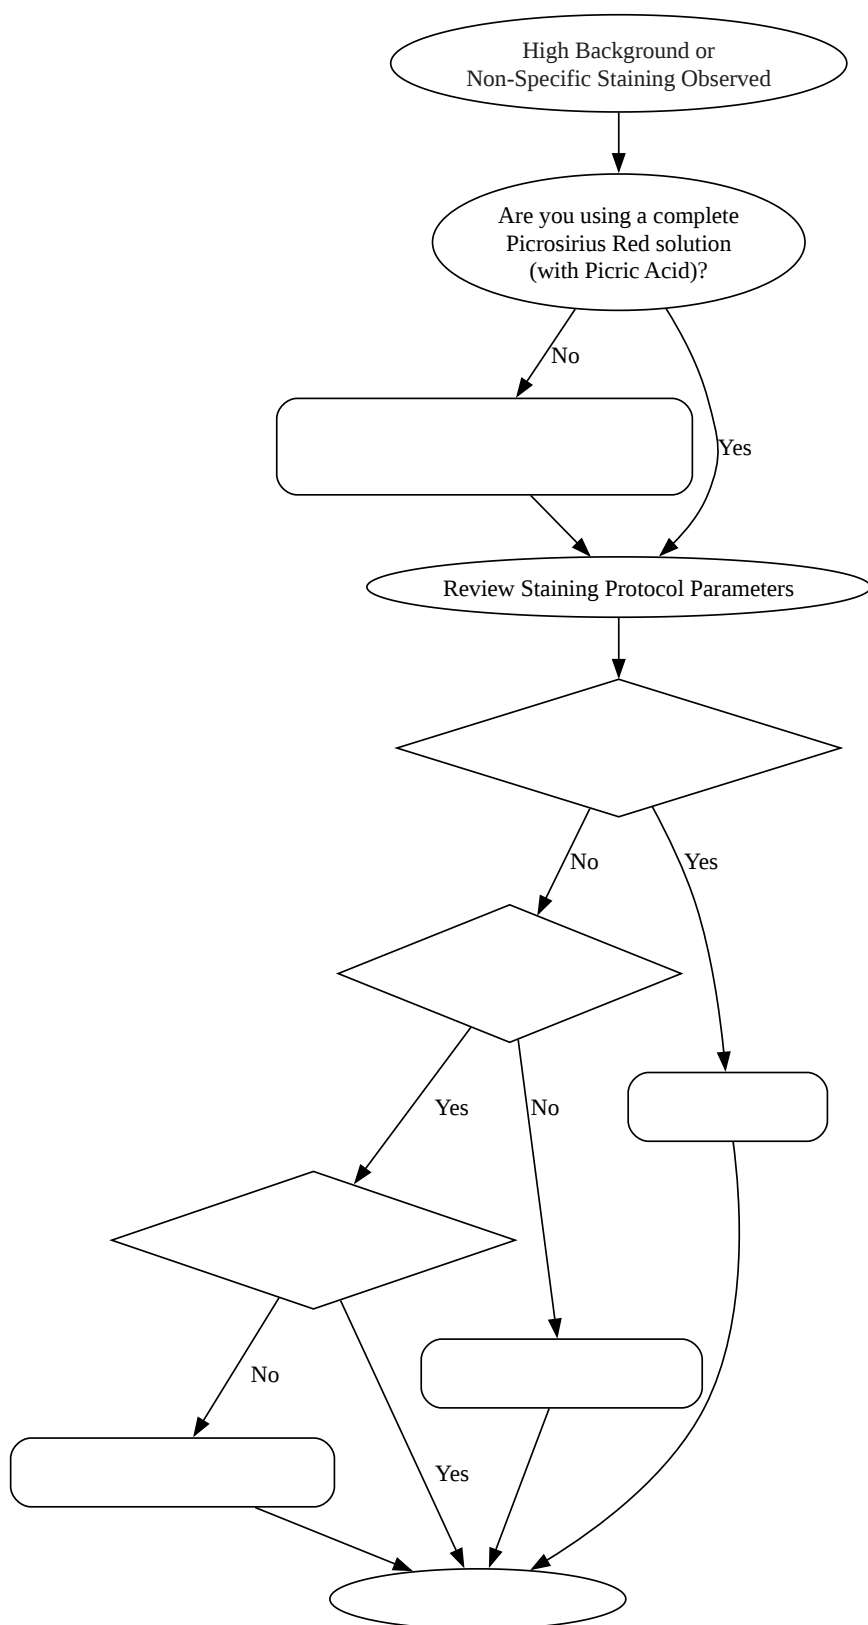 High Background or
Non-Specific Staining Observed
Are you using a complete
Picrosirius Red solution
(with Picric Acid)?
No
Yes
Review Staining Protocol Parameters
No
Yes
Yes
No
No
Yes